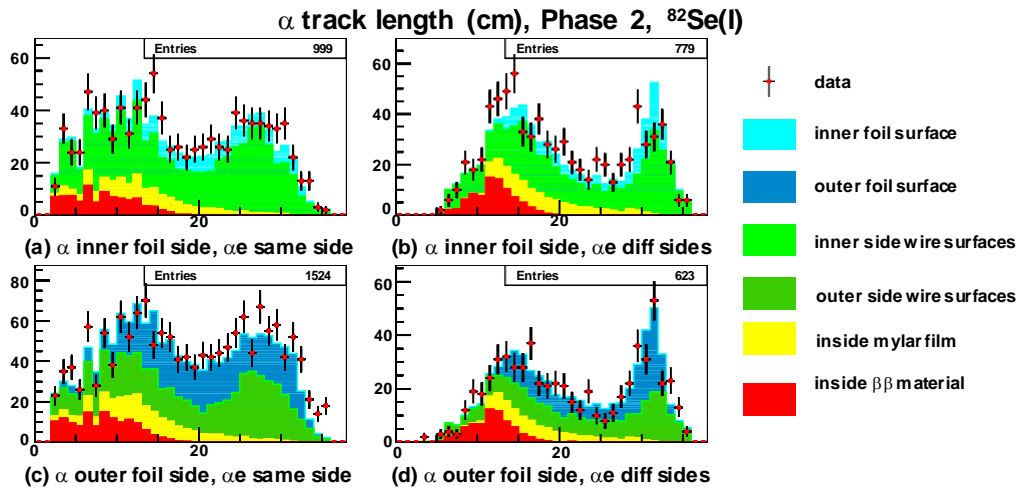 α track length (cm), Phase 2, ⁸²Se(I)
Entries 999
60
40
20
0
0 20
(a) α inner foil side, αe same side
Entries 779
60
40
20
0
0 20
(b) α inner foil side, αe diff sides
Entries 1524
80
60
40
20
0
0 20
(c) α outer foil side, αe same side
Entries 623
60
40
20
0
0 20
(d) α outer foil side, αe diff sides
data
inner foil surface
outer foil surface
inner side wire surfaces
outer side wire surfaces
inside mylar film
inside ββ material